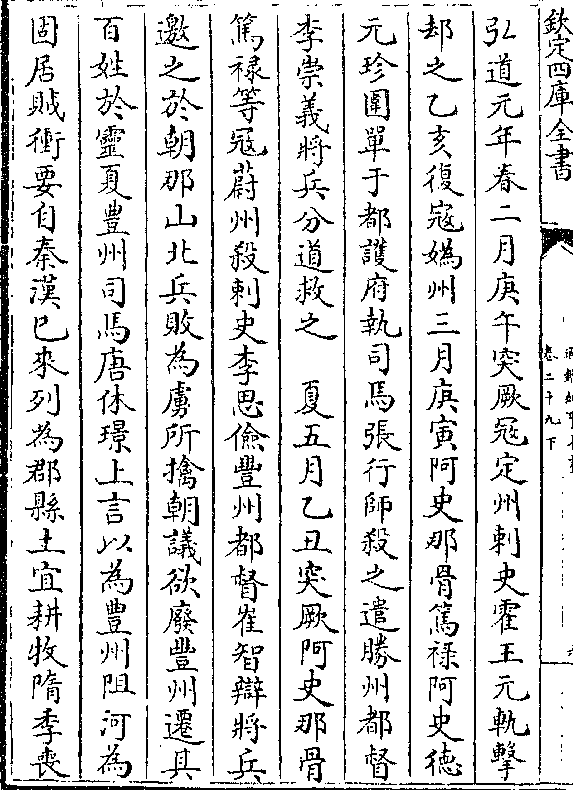 欽定四庫全書
卷二十九下
弘道元年春二月庚午突厥寇定州刺史霍王元軌擊
却之乙亥復寇媯州三月庚寅阿史那骨篤禄阿史徳
元珍圍單于都護府執司馬張行師殺之遣勝州都督
李崇義將兵分道救之　夏五月乙丑突厥阿史那骨
篤禄等寇蔚州殺刺史李思儉豐州都督崔智辯將兵
邀之於朝那山北兵敗為虜所擒朝議欲廢豐州遷其
百姓於靈夏豊州司馬唐休璟上言以為豊州阻河為
固居賊衝要自秦漢已來列為郡縣土宜耕牧隋季喪